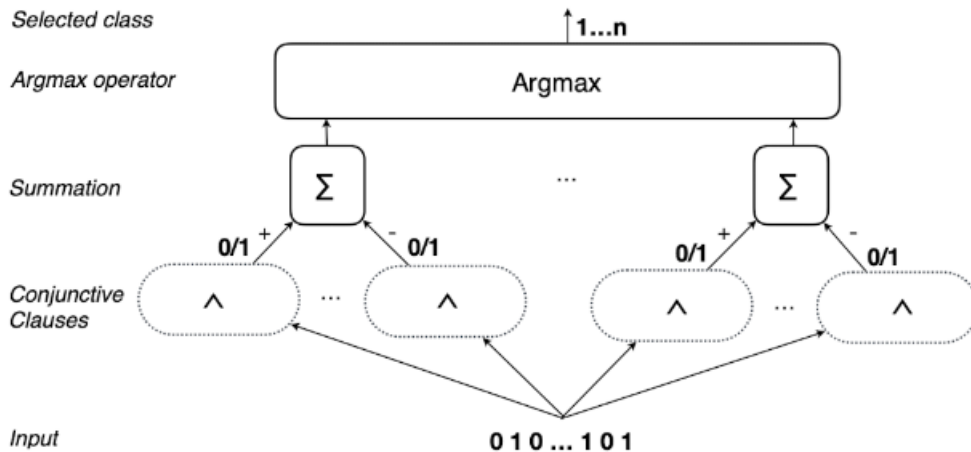 Selected class
1...n
Argmax operator
Argmax
Summation
Σ
...
Σ
0/1 + - 0/1
0/1 + - 0/1
Conjunctive
Clauses
∧ ... ∧
∧ ... ∧
Input
0 1 0 ... 1 0 1